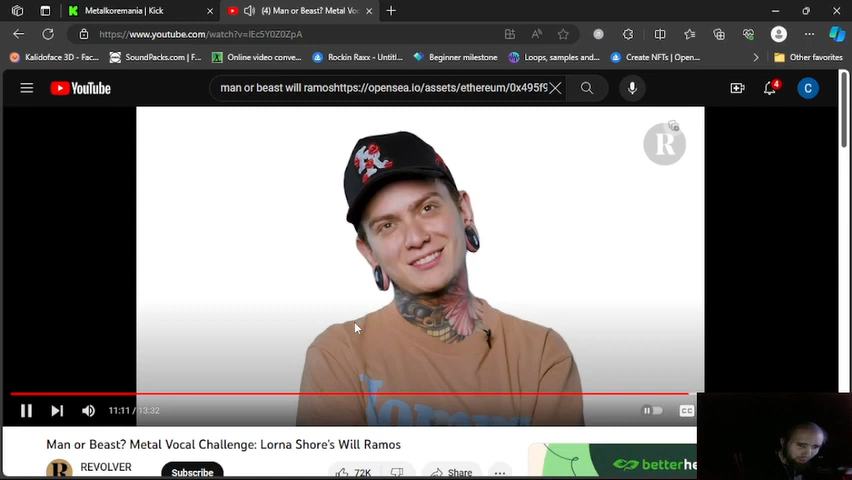 Metalkoremania | Kick
(4) Man or Beast? Metal Voc
https://www.youtube.com/watch?v=lEc5Y0Z0ZpA
Kalidoface 3D - Fac...
SoundPacks.com | F...
Online video conve...
Rockin Raxx - Untitl...
Beginner milestone
Loops, samples and...
Create NFTs | Open...
Other favorites
YouTube
man or beast will ramoshttps://opensea.io/assets/ethereum/0x495f9
4
C
R
11:11 / 13:32
CC
Man or Beast? Metal Vocal Challenge: Lorna Shore's Will Ramos
R
REVOLVER
Subscribe
72K
Share
betterhe